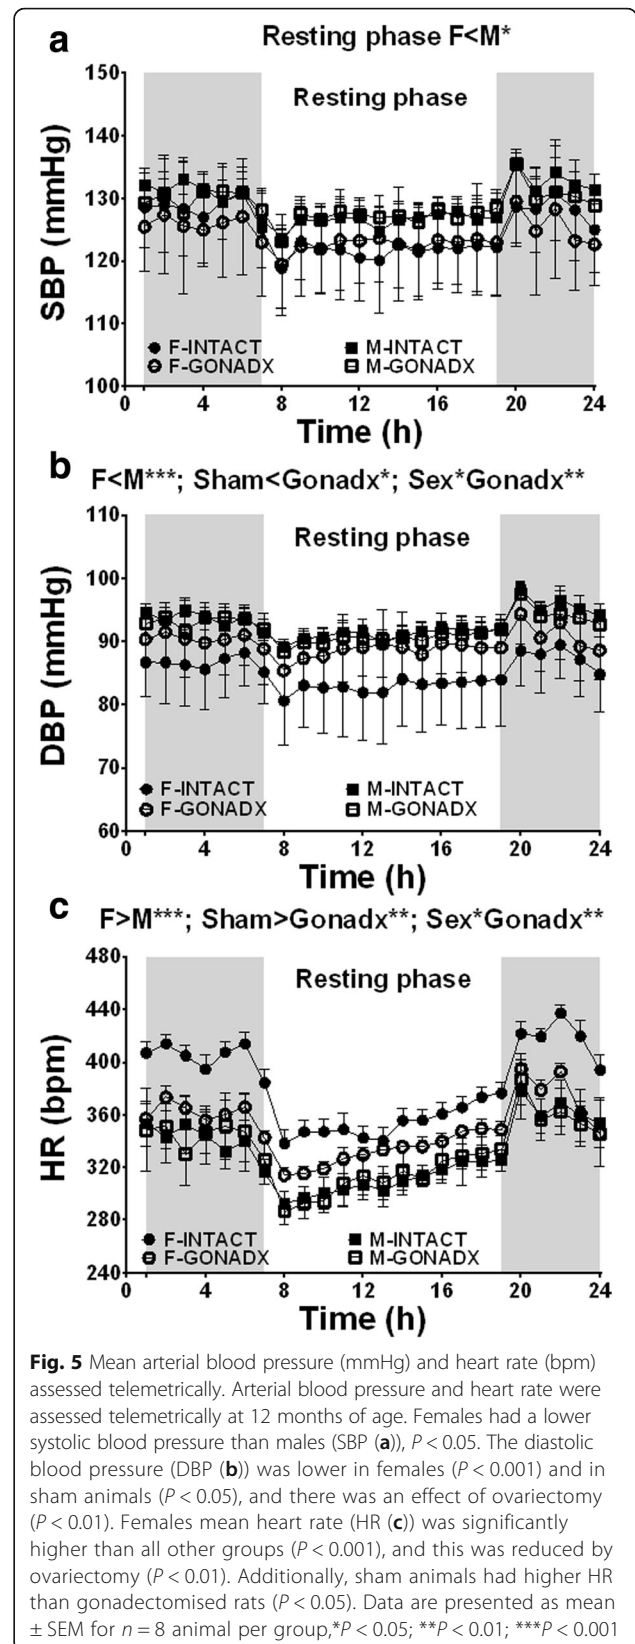 a
Resting phase F<M*
150
140
130
120
110
100
SBP (mmHg)
Resting phase
F-INTACT
M-INTACT
F-GONADX
M-GONADX
0 4 8 12 16 20 24
Time (h)
b
F<M***; Sham<Gonadx*; Sex*Gonadx**
110
100
90
80
70
60
DBP (mmHg)
Resting phase
F-INTACT
M-INTACT
F-GONADX
M-GONADX
0 4 8 12 16 20 24
Time (h)
c
F>M***; Sham>Gonadx**; Sex*Gonadx**
480
440
400
360
320
280
240
HR (bpm)
Resting phase
F-INTACT
M-INTACT
F-GONADX
M-GONADX
0 4 8 12 16 20 24
Time (h)
Fig. 5 Mean arterial blood pressure (mmHg) and heart rate (bpm)
assessed telemetrically. Arterial blood pressure and heart rate were
assessed telemetrically at 12 months of age. Females had a lower
systolic blood pressure than males (SBP (a)), P < 0.05. The diastolic
blood pressure (DBP (b)) was lower in females (P < 0.001) and in
sham animals (P < 0.05), and there was an effect of ovariectomy
(P < 0.01). Females mean heart rate (HR (c)) was significantly
higher than all other groups (P < 0.001), and this was reduced by
ovariectomy (P < 0.01). Additionally, sham animals had higher HR
than gonadectomised rats (P < 0.05). Data are presented as mean
± SEM for n = 8 animal per group,*P < 0.05; **P < 0.01; ***P < 0.001